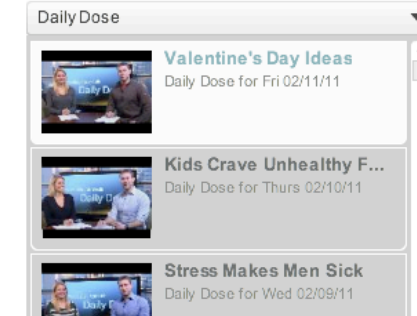 Daily Dose
Valentine's Day Ideas
Daily Dose for Fri 02/11/11
Kids Crave Unhealthy F...
Daily Dose for Thurs 02/10/11
Stress Makes Men Sick
Daily Dose for Wed 02/09/11